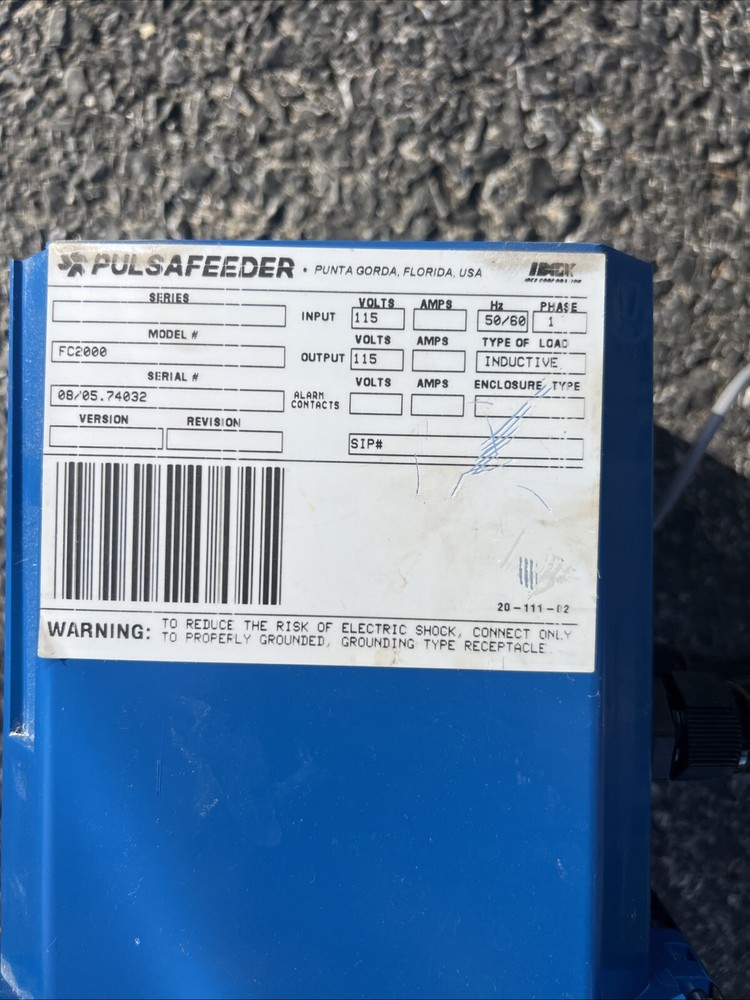 PULSAFEEDER • PUNTA GORDA, FLORIDA, USA IDEX
SERIES
MODEL #
FC2000
SERIAL #
08/05.74032
VERSION REVISION
VOLTS AMPS Hz PHASE
INPUT 115 50/60 1
VOLTS AMPS TYPE OF LOAD
OUTPUT 115 INDUCTIVE
VOLTS AMPS ENCLOSURE TYPE
ALARM
CONTACTS
SIP#
20-111-02
WARNING: TO REDUCE THE RISK OF ELECTRIC SHOCK, CONNECT ONLY
TO PROPERLY GROUNDED, GROUNDING TYPE RECEPTACLE